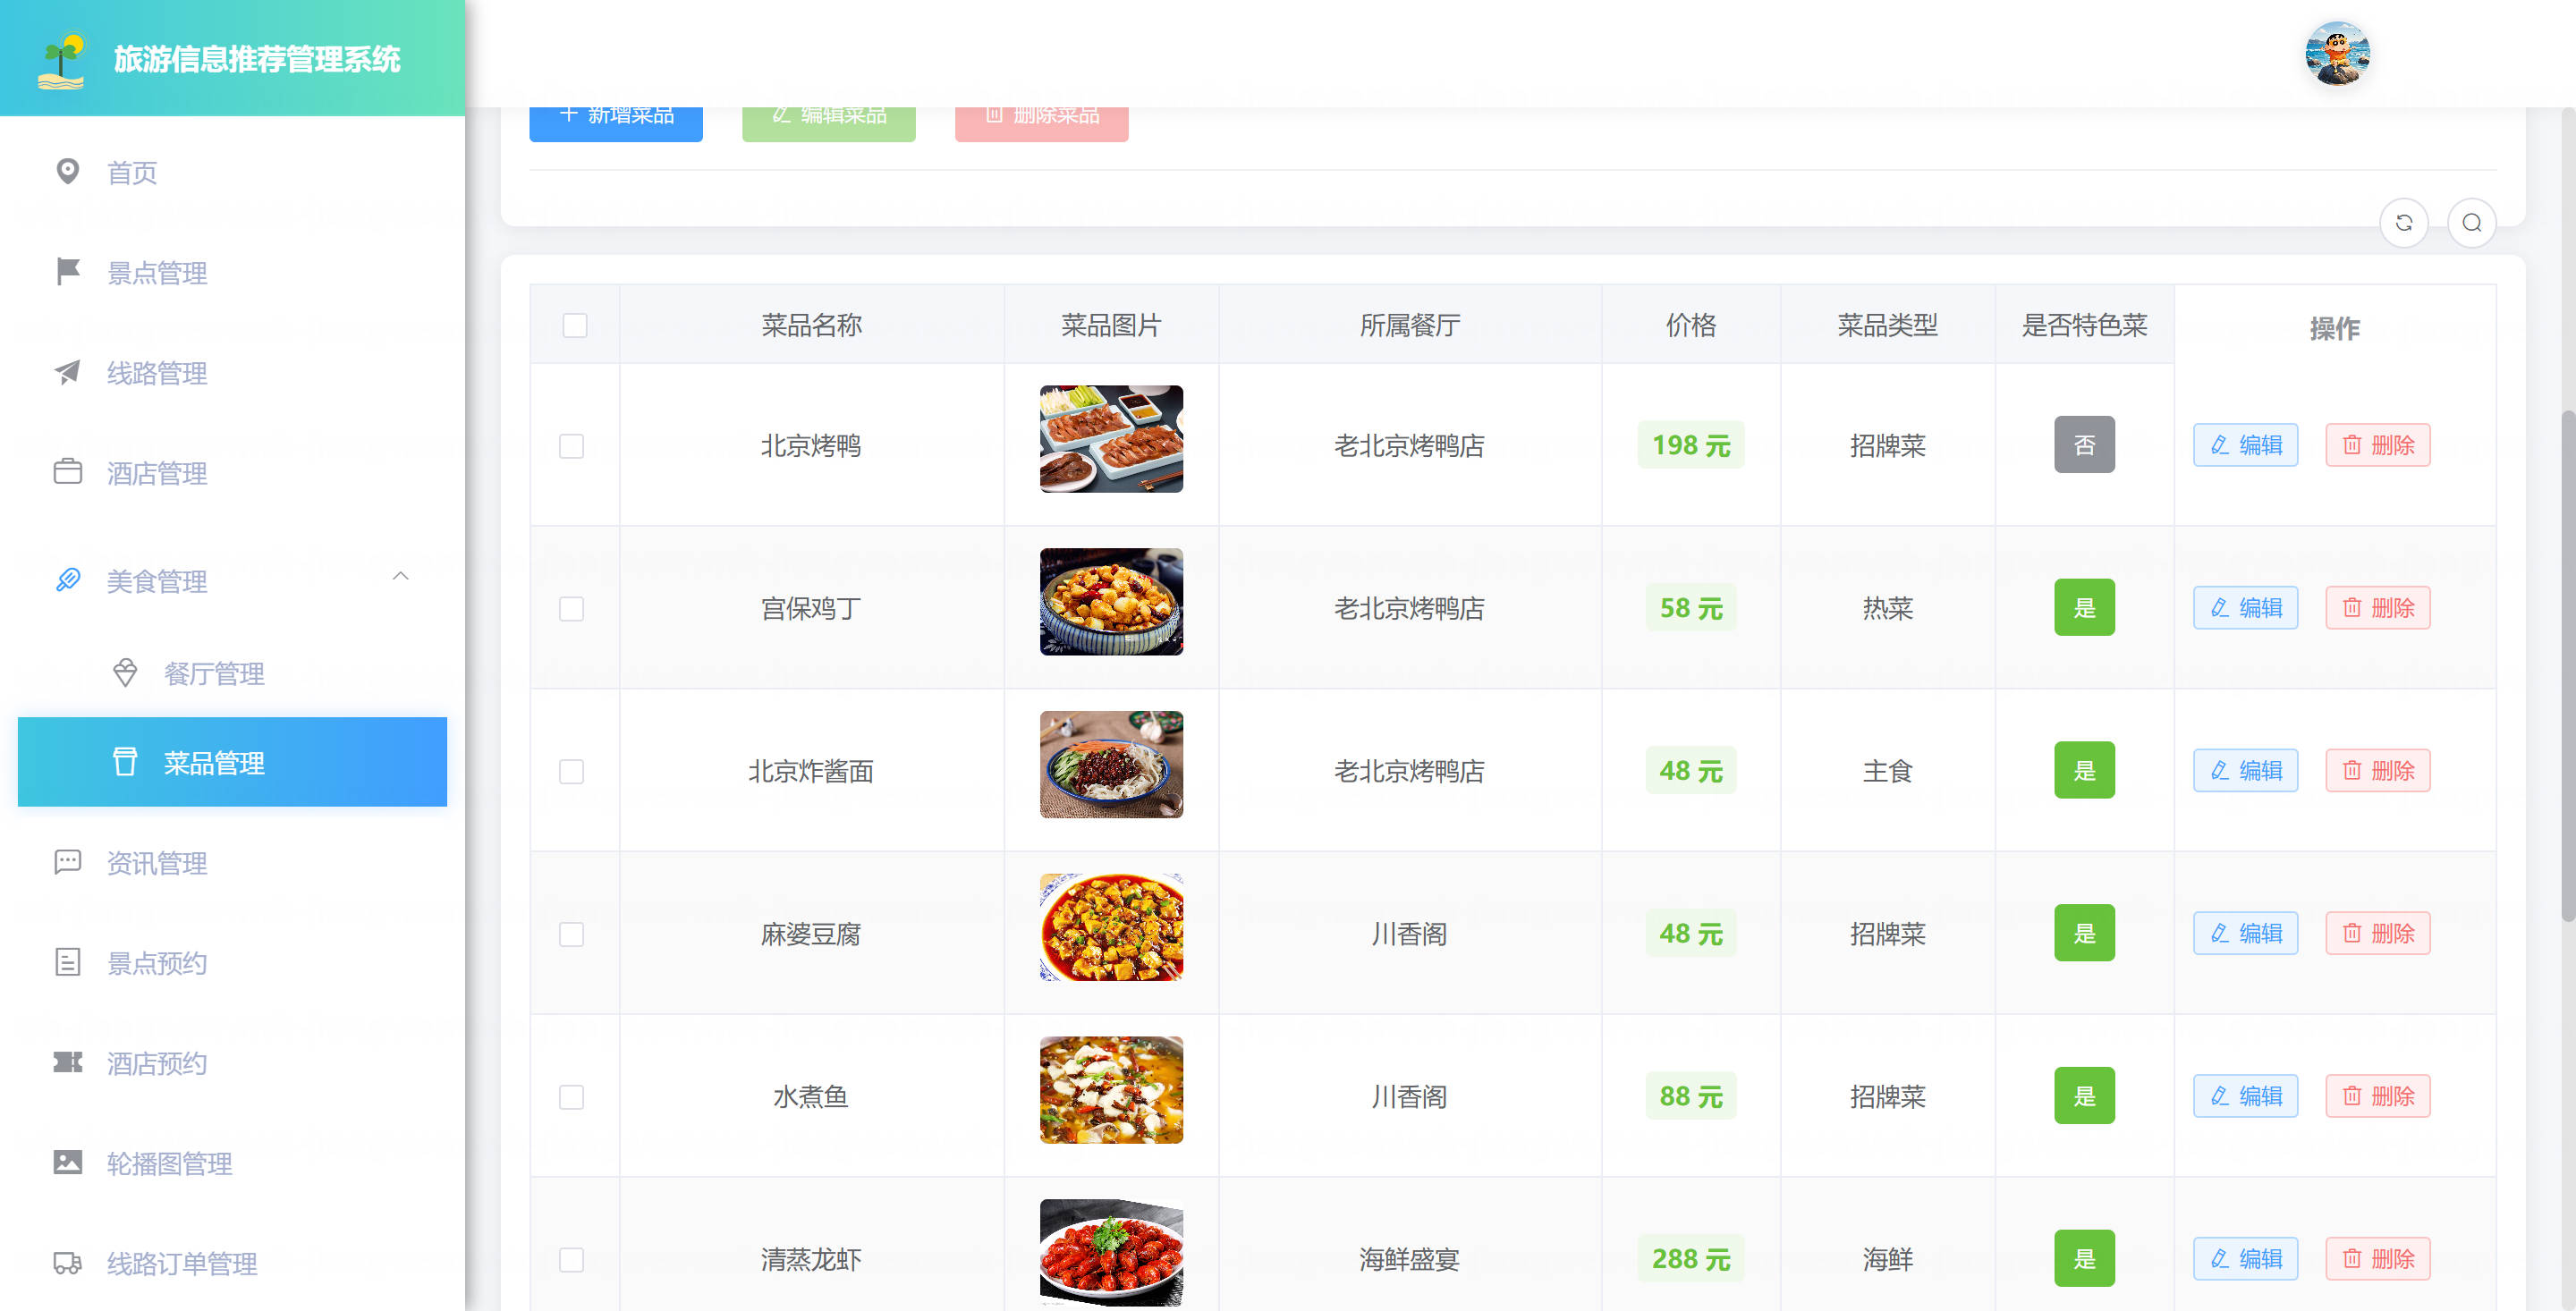 旅游信息推荐管理系统
首页
景点管理
线路管理
酒店管理
美食管理
餐厅管理
菜品管理
资讯管理
景点预约
酒店预约
轮播图管理
线路订单管理
新增菜品 编辑菜品 删除菜品
菜品名称 菜品图片 所属餐厅 价格 菜品类型 是否特色菜 操作
北京烤鸭 老北京烤鸭店 198 元 招牌菜 否 编辑 删除
宫保鸡丁 老北京烤鸭店 58 元 热菜 是 编辑 删除
北京炸酱面 老北京烤鸭店 48 元 主食 是 编辑 删除
麻婆豆腐 川香阁 48 元 招牌菜 是 编辑 删除
水煮鱼 川香阁 88 元 招牌菜 是 编辑 删除
清蒸龙虾 海鲜盛宴 288 元 海鲜 是 编辑 删除